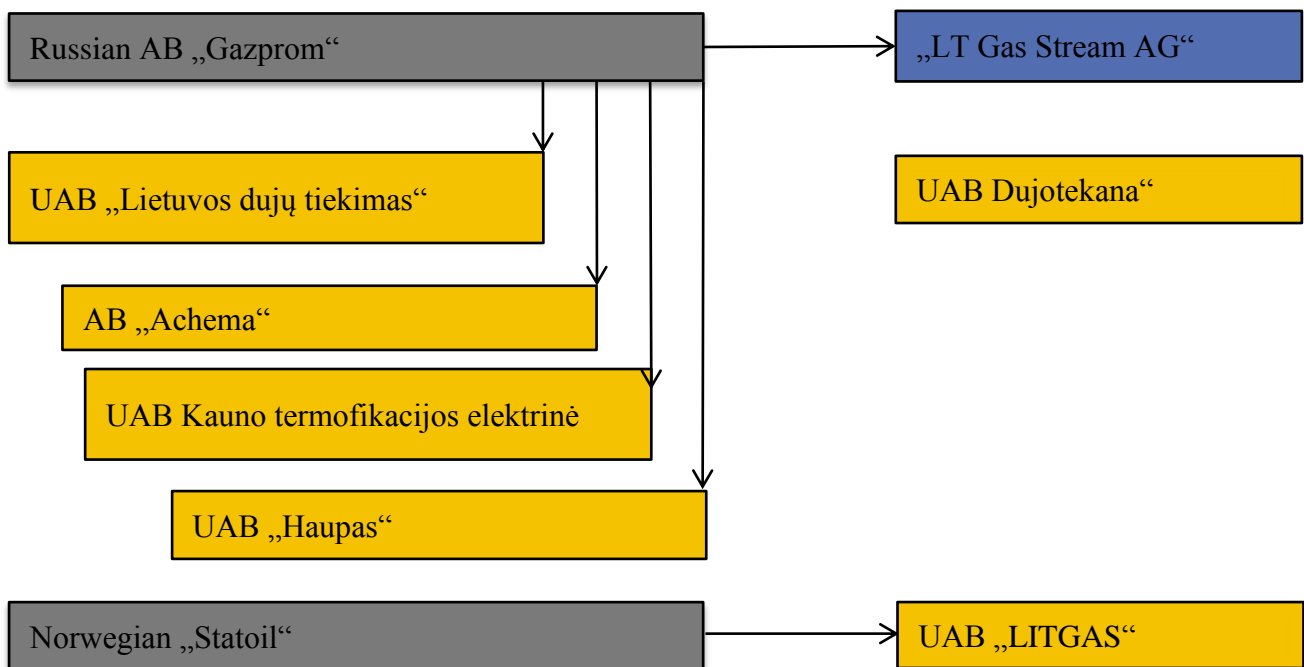 Russian AB „Gazprom“
„LT Gas Stream AG“
UAB „Lietuvos dujų tiekimas“
UAB Dujotekana“
AB „Achema“
UAB Kauno termofikacijos elektrinė
UAB „Haupas“
Norwegian „Statoil“
UAB „LITGAS“